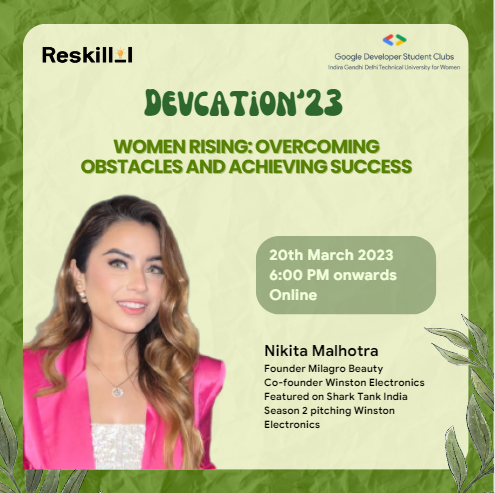 Reskill_l
Google Developer Student Clubs
Indira Gandhi Delhi Technical University for Women
DEVCATION'23
WOMEN RISING: OVERCOMING
OBSTACLES AND ACHIEVING SUCCESS
20th March 2023
6:00 PM onwards
Online
Nikita Malhotra
Founder Milagro Beauty
Co-founder Winston Electronics
Featured on Shark Tank India
Season 2 pitching Winston
Electronics